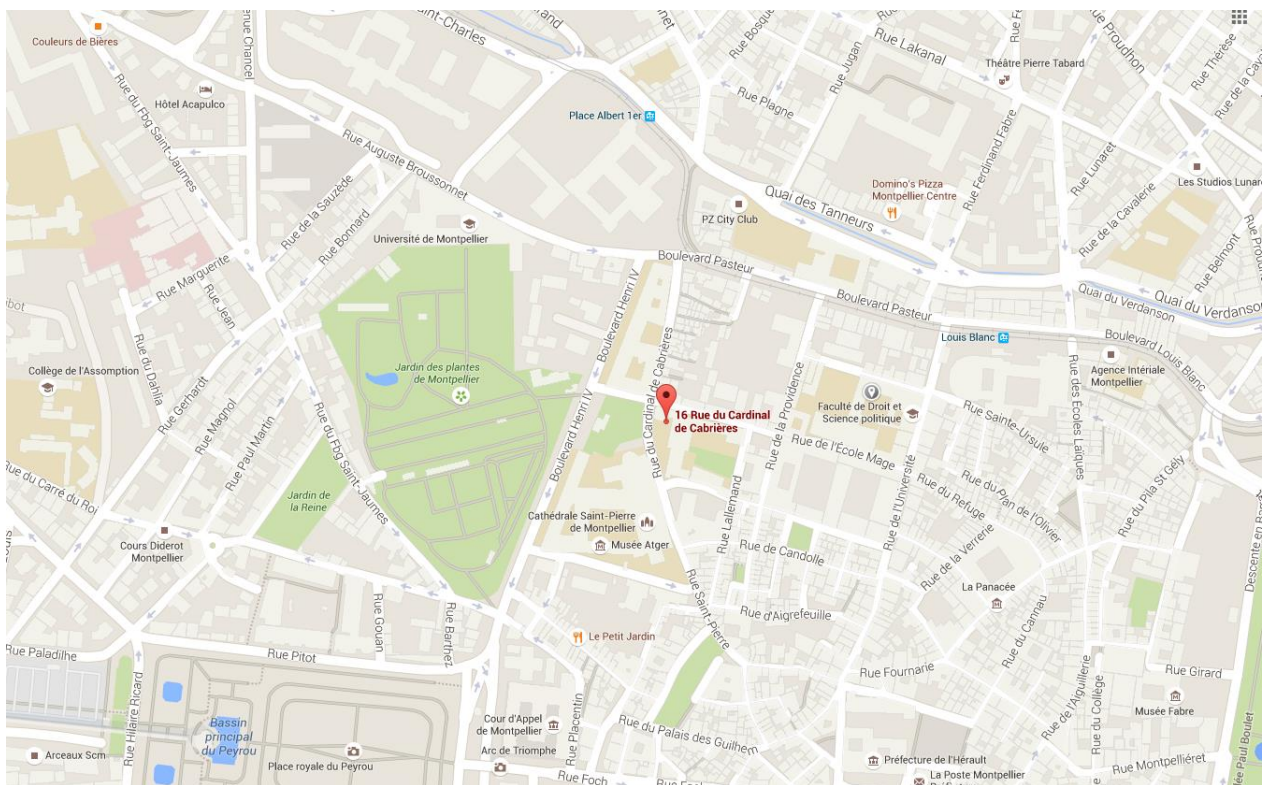 Couleurs de Bières
Avenue Chancel
Saint-Charles
Rue Bosquet
Rue Lakanal
Rue Proudhon
Rue Thérèse
Rue de la Cavalerie
Hôtel Acapulco
Rue du Fbg Saint-Jaumes
Place Albert 1er
Rue Plagne
Rue Jugan
Théâtre Pierre Tabard
Rue Auguste Broussonnet
Rue Ferdinand Fabre
Rue Lunaret
Les Studios Lunaret
Rue de la Sauzède
Rue Bonnard
Université de Montpellier
PZ City Club
Quai des Tanneurs
Domino's Pizza
Montpellier Centre
Rue de la Cavalerie
Rue Belmont
Rue Marguerite
Rue Jean
Boulevard Pasteur
Boulevard Pasteur
Quai du Verdanson
Quai du Verdanson
Boulevard Henri IV
Rue du Cardinal de Cabrières
Louis Blanc
Boulevard Louis Blanc
Agence Intériale
Montpellier
Collège de l'Assomption
Rue du Dahlia
Rue Gerhardt
Rue Magnol
Rue Paul Martin
Jardin des plantes
de Montpellier
Boulevard Henri IV
16 Rue du Cardinal
de Cabrières
Rue du Cardinal de Cabrières
Rue de la Providence
Faculté de Droit et
Science politique
Rue Sainte-Ursule
Rue des Écoles Laïques
Rue de l'École Mage
Rue du Fbg Saint-Jaumes
Rue du Carré du Roi
Jardin de
la Reine
Rue Lallemand
Rue de l'Université
Rue du Refuge
Rue du Plan de l'Olivier
Rue du Pila St Gély
Cours Diderot
Montpellier
Cathédrale Saint-Pierre
de Montpellier
Musée Atger
Rue de Candolle
Rue de la Verrerie
La Panacée
Rue Saint-Pierre
Rue d'Aigrefeuille
Rue du Cannau
Rue Gouan
Rue Barthez
Le Petit Jardin
Rue Paladilhe
Rue Pitot
Rue Fournarie
Rue Girard
Rue de l'Aiguillerie
Rue du Collège
Musée Fabre
Rue Hilaire Ricard
Bassin
principal
du Peyrou
Cour d'Appel
de Montpellier
Rue Placentin
Rue du Palais des Guilhem
Arc de Triomphe
Arceaux Scm
Place royale du Peyrou
Rue Foch
Préfecture de l'Hérault
La Poste Montpellier
Rue Montpelliéret